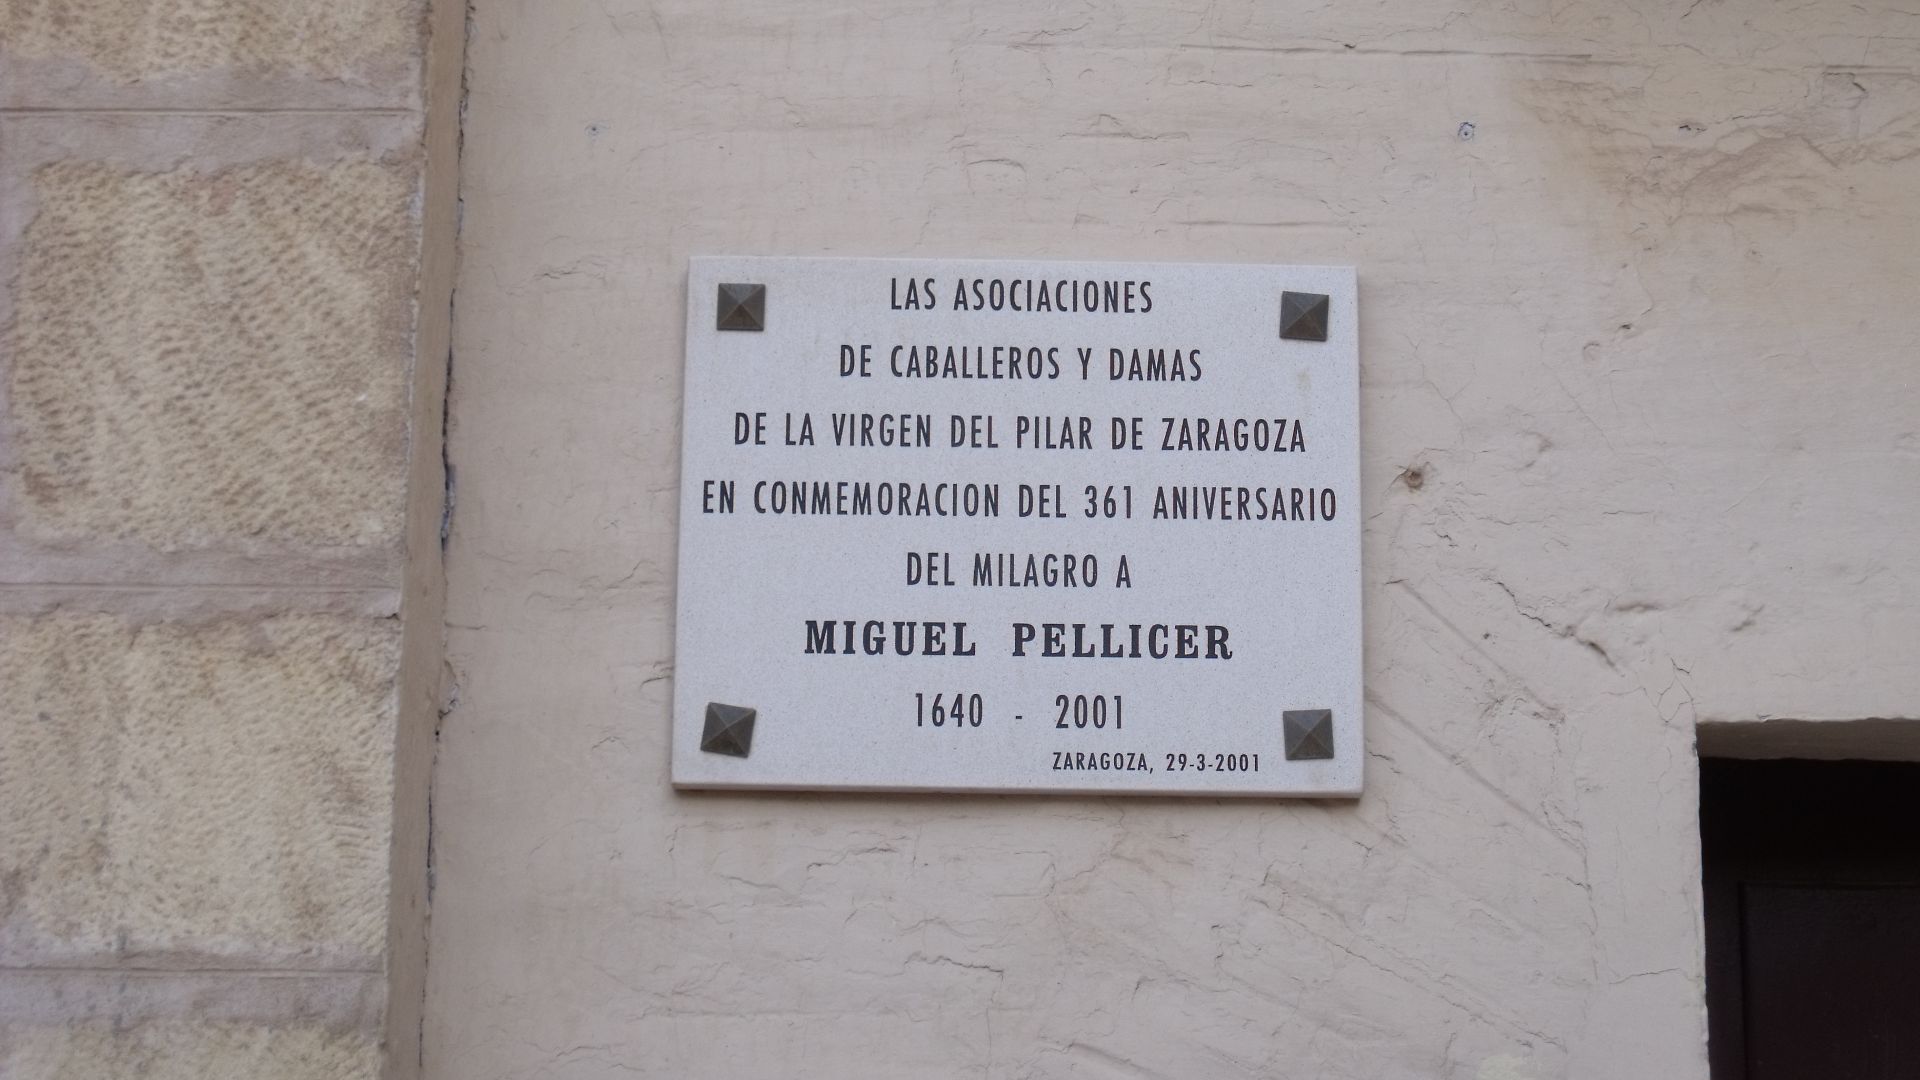 LAS ASOCIACIONES
DE CABALLEROS Y DAMAS
DE LA VIRGEN DEL PILAR DE ZARAGOZA
EN CONMEMORACION DEL 361 ANIVERSARIO
DEL MILAGRO A
MIGUEL PELLICER
1640 - 2001
ZARAGOZA, 29-3-2001